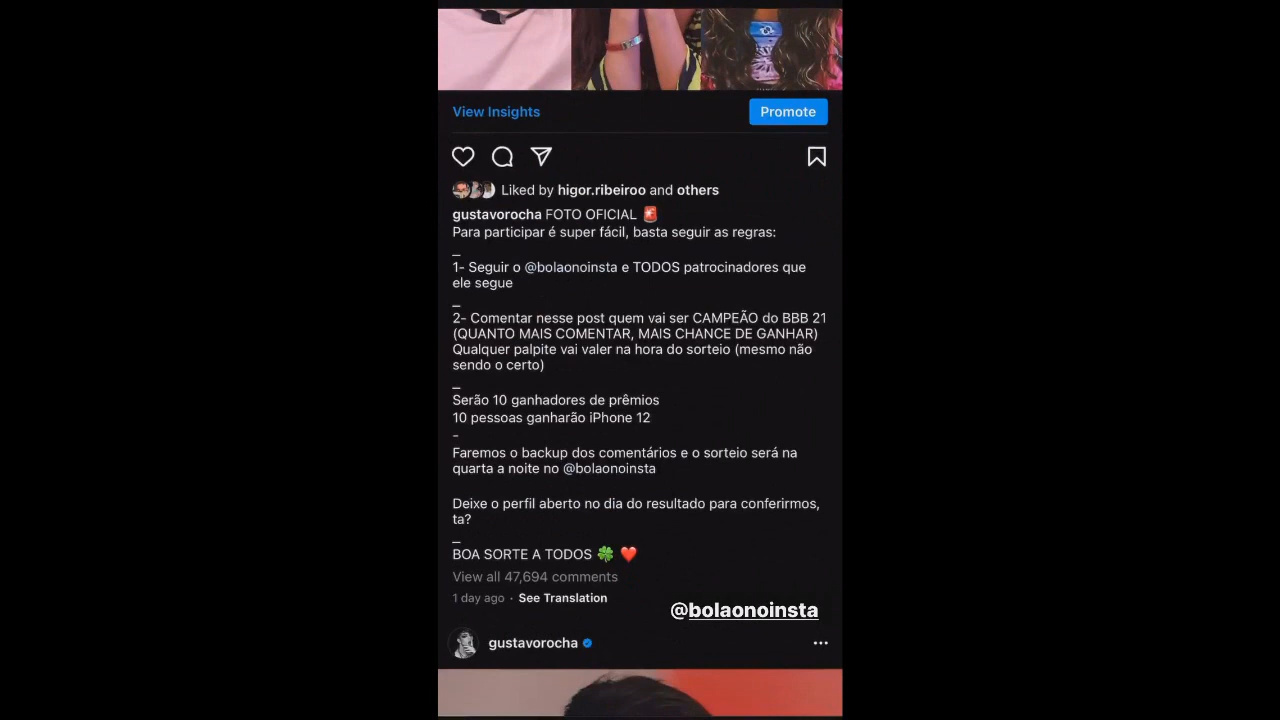 View Insights
Promote
Liked by higor.ribeiroo and others
gustavorocha FOTO OFICIAL 🚨
Para participar é super fácil, basta seguir as regras:
_
1- Seguir o @bolaonoinsta e TODOS patrocinadores que
ele segue
_
2- Comentar nesse post quem vai ser CAMPEÃO do BBB 21
(QUANTO MAIS COMENTAR, MAIS CHANCE DE GANHAR)
Qualquer palpite vai valer na hora do sorteio (mesmo não
sendo o certo)
_
Serão 10 ganhadores de prêmios
10 pessoas ganharão iPhone 12
-
Faremos o backup dos comentários e o sorteio será na
quarta a noite no @bolaonoinsta
Deixe o perfil aberto no dia do resultado para conferirmos,
ta?
_
BOA SORTE A TODOS 🍀 ❤️
View all 47,694 comments
1 day ago · See Translation
@bolaonoinsta
gustavorocha